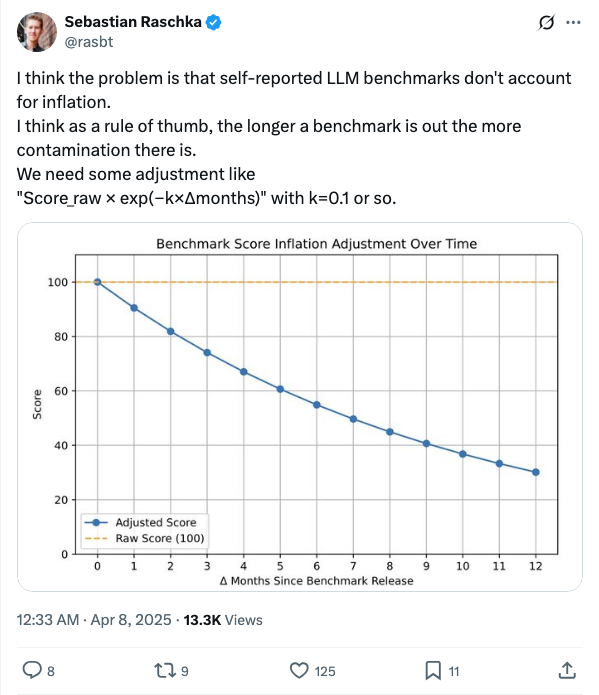 Sebastian Raschka
@rasbt
I think the problem is that self-reported LLM benchmarks don't account
for inflation.
I think as a rule of thumb, the longer a benchmark is out the more
contamination there is.
We need some adjustment like
"Score_raw × exp(−k×Δmonths)" with k=0.1 or so.
Benchmark Score Inflation Adjustment Over Time
100
80
60
40
20
0
Score
Adjusted Score
Raw Score (100)
0 1 2 3 4 5 6 7 8 9 10 11 12
Δ Months Since Benchmark Release
12:33 AM · Apr 8, 2025 · 13.3K Views
8 9 125 11